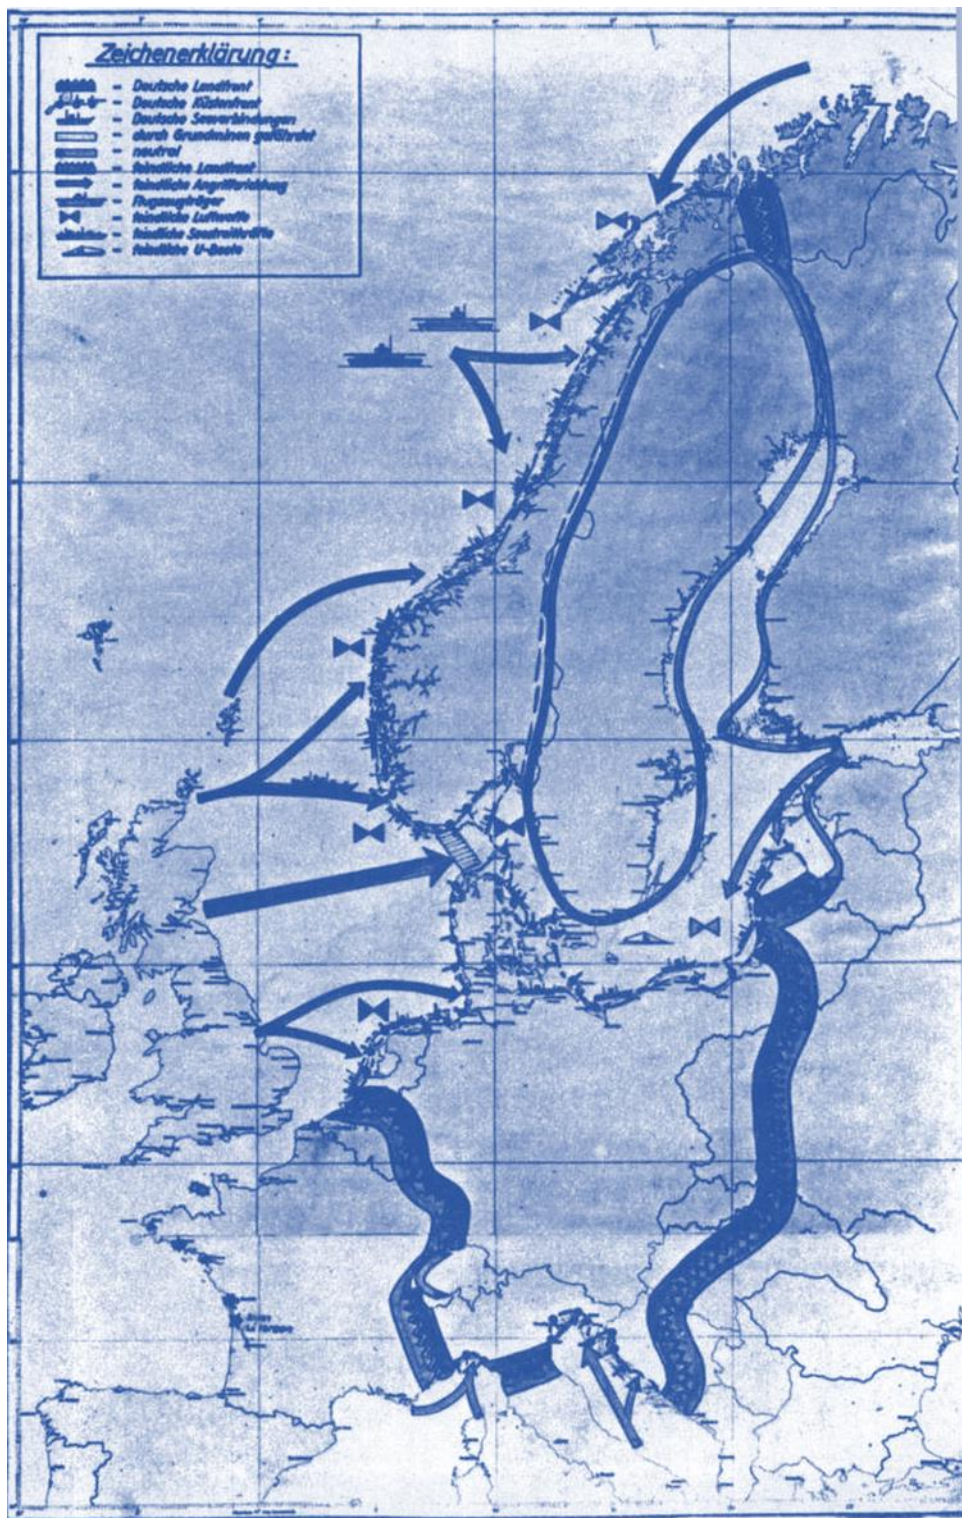 Zeichenerklärung:
- Deutsche Landfront
- Deutsche Küstenfront
- Deutsche Seeverbindungen
- durch Grundminen gefährdet
- neutral
- feindliche Landfront
- feindliche Angriffsrichtung
- Flugzeugträger
- feindliche Luftwaffe
- feindliche Seestreitkräfte
- feindliche U-Boote